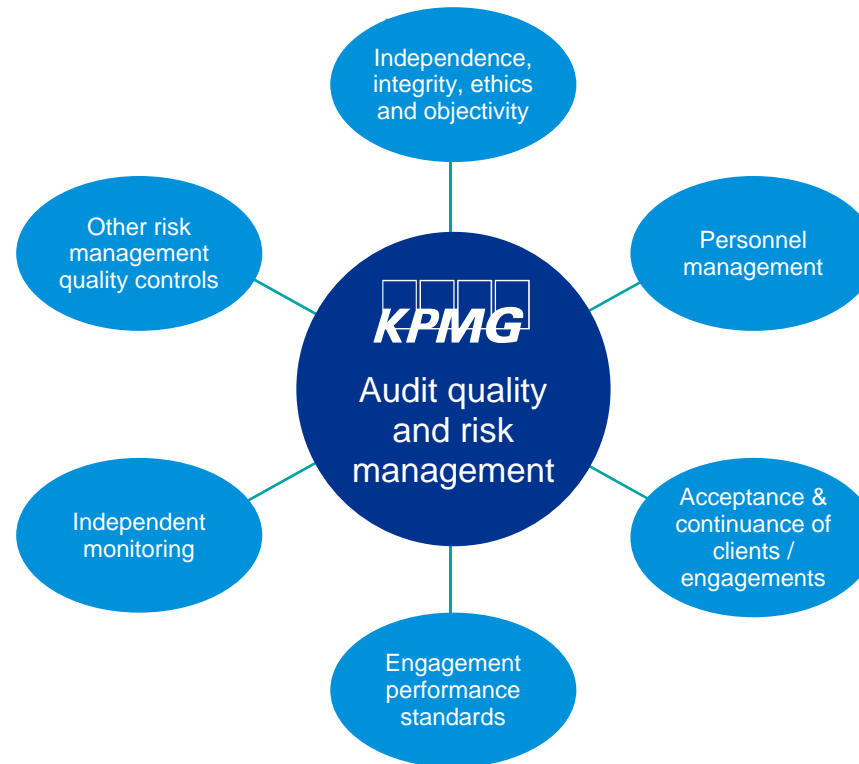 Independence,
integrity, ethics
and objectivity
Other risk
management
quality controls
Personnel
management
KPMG
Audit quality
and risk
management
Independent
monitoring
Acceptance &
continuance of
clients /
engagements
Engagement
performance
standards